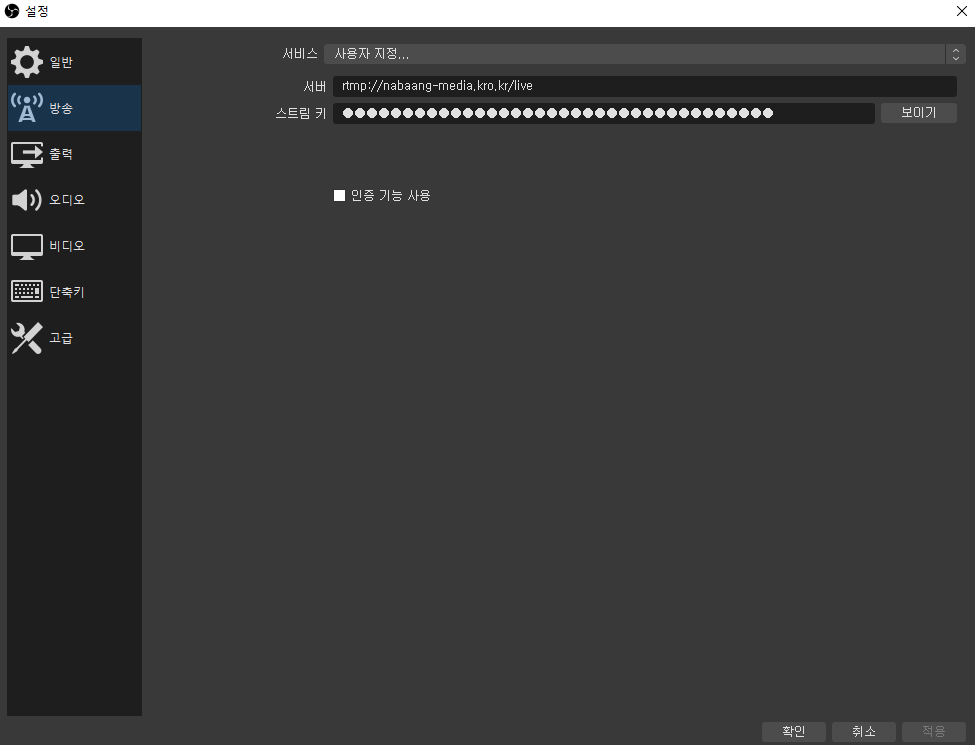 설정
일반
방송
출력
오디오
비디오
단축키
고급
서비스 사용자 지정...
서버 rtmp://nabaang-media.kro.kr/live
스트림 키 ●●●●●●●●●●●●●●●●●●●●●●●●●●●●●●●●●●●● 보이기
인증 기능 사용
확인 취소 적용